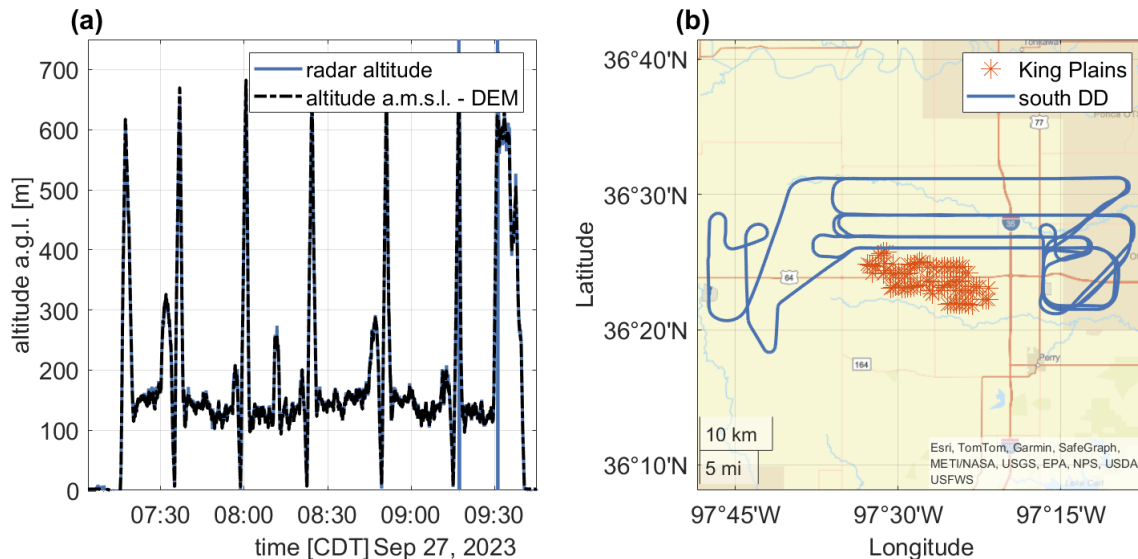 (a)
altitude a.g.l. [m]
700
600
500
400
300
200
100
0
radar altitude
altitude a.m.s.l. - DEM
07:30 08:00 08:30 09:00 09:30
time [CDT] Sep 27, 2023
(b)
Latitude
36°40'N
36°30'N
36°20'N
36°10'N
King Plains
south DD
Tonkawa
77
35
64
164
Perry
10 km
5 mi
Esri, TomTom, Garmin, SafeGraph,
METI/NASA, USGS, EPA, NPS, USDA
USFWS
97°45'W 97°30'W 97°15'W
Longitude